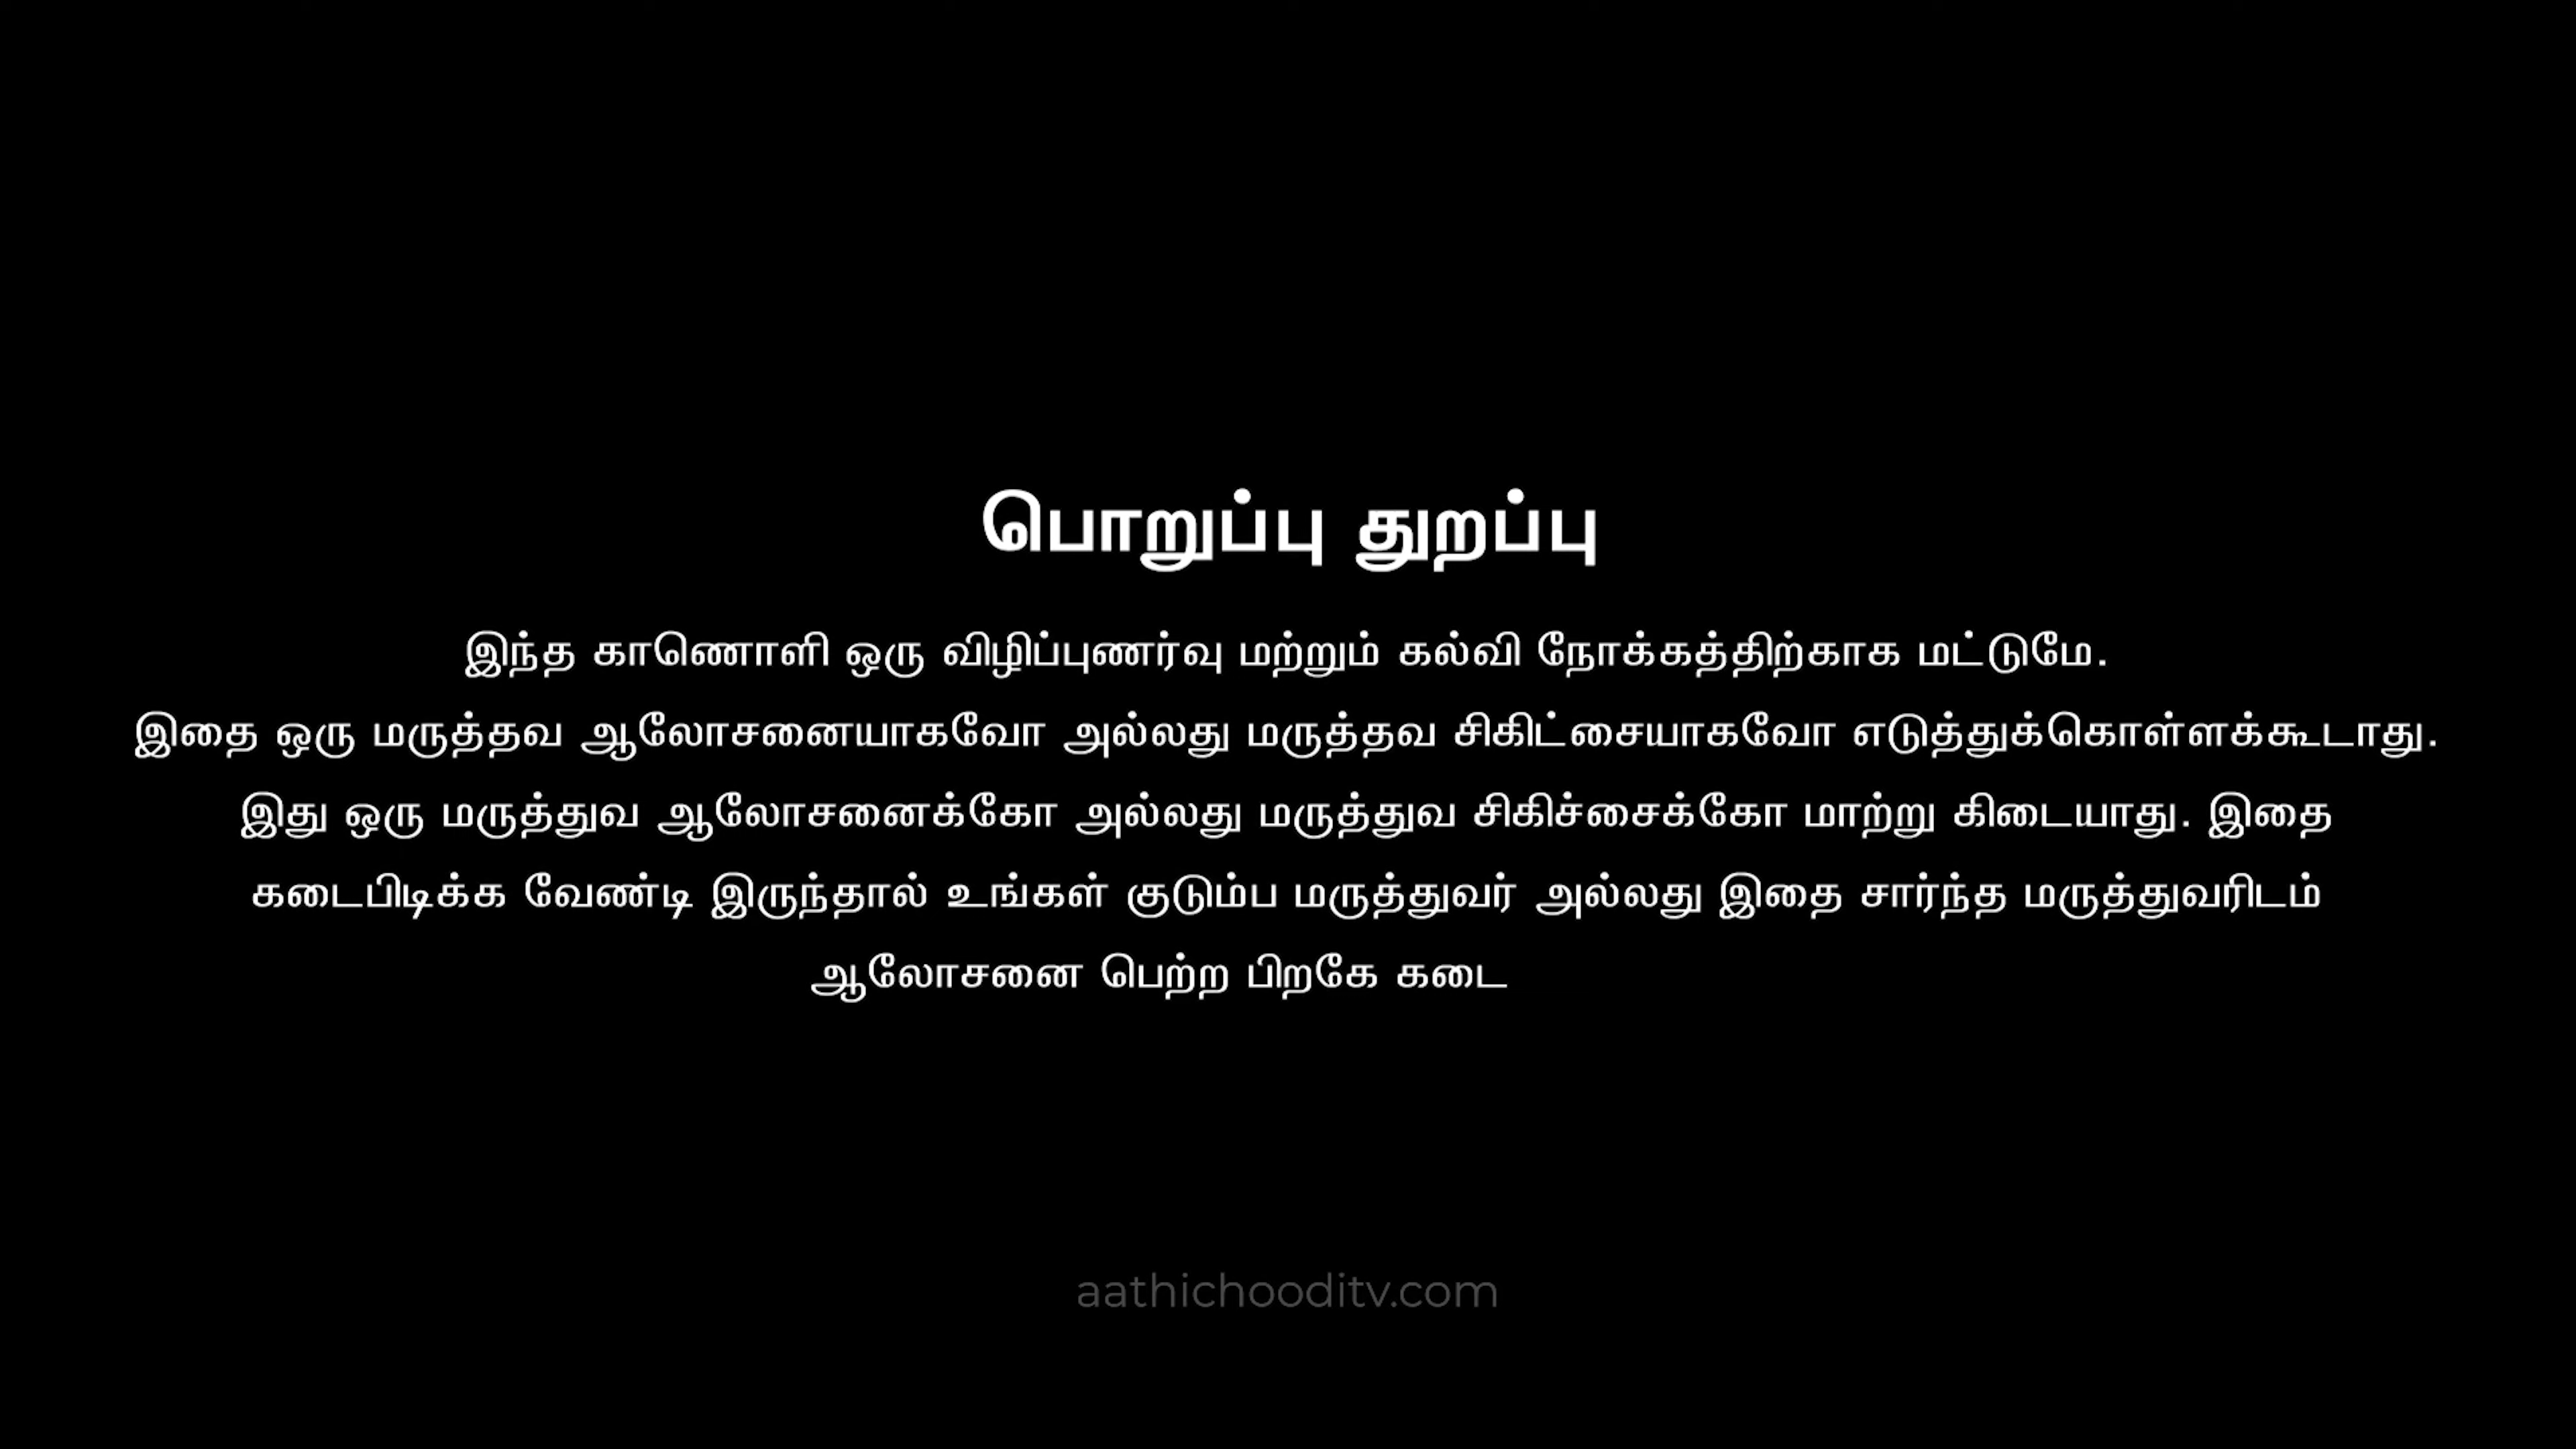 பொறுப்பு துறப்பு
இந்த காணொளி ஒரு விழிப்புணர்வு மற்றும் கல்வி நோக்கத்திற்காக மட்டுமே.
இதை ஒரு மருத்தவ ஆலோசனையாகவோ அல்லது மருத்தவ சிகிட்சையாகவோ எடுத்துக்கொள்ளக்கூடாது.
இது ஒரு மருத்துவ ஆலோசனைக்கோ அல்லது மருத்துவ சிகிச்சைக்கோ மாற்று கிடையாது. இதை
கடைபிடிக்க வேண்டி இருந்தால் உங்கள் குடும்ப மருத்துவர் அல்லது இதை சார்ந்த மருத்துவரிடம்
ஆலோசனை பெற்ற பிறகே கடை
aathichooditv.com